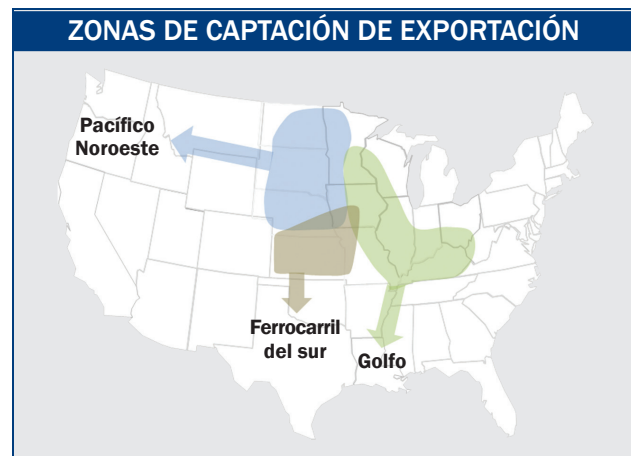 ZONAS DE CAPTACIÓN DE EXPORTACIÓN
Pacífico
Noroeste
Ferrocarril
del sur
Golfo